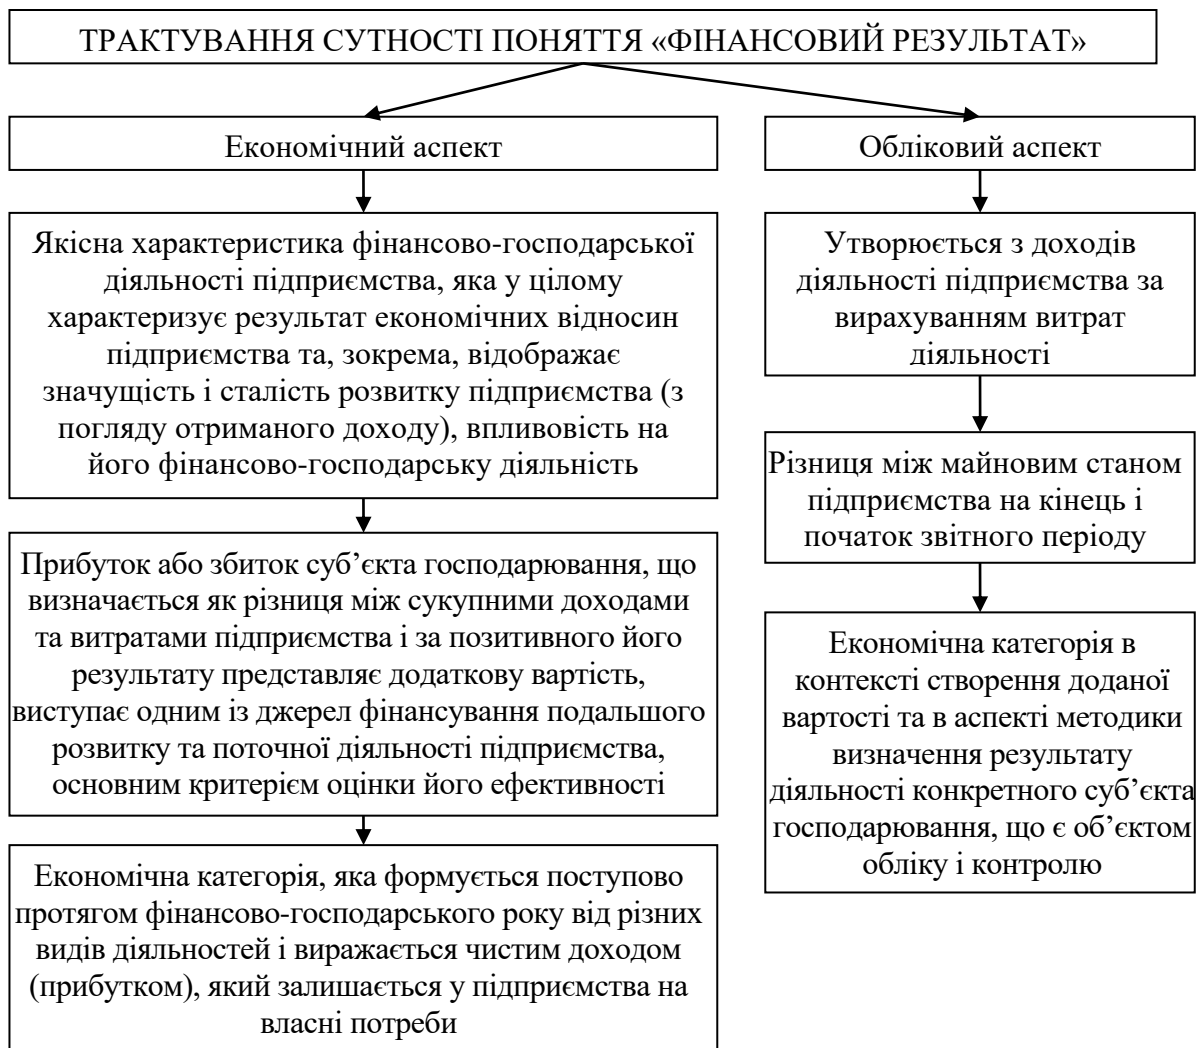 ТРАКТУВАННЯ СУТНОСТІ ПОНЯТТЯ «ФІНАНСОВИЙ РЕЗУЛЬТАТ»
Економічний аспект
Якісна характеристика фінансово-господарської
діяльності підприємства, яка у цілому
характеризує результат економічних відносин
підприємства та, зокрема, відображає
значущість і сталість розвитку підприємства (з
погляду отриманого доходу), впливовість на
його фінансово-господарську діяльність
Прибуток або збиток суб’єкта господарювання, що
визначається як різниця між сукупними доходами
та витратами підприємства і за позитивного його
результату представляє додаткову вартість,
виступає одним із джерел фінансування подальшого
розвитку та поточної діяльності підприємства,
основним критерієм оцінки його ефективності
Економічна категорія, яка формується поступово
протягом фінансово-господарського року від різних
видів діяльностей і виражається чистим доходом
(прибутком), який залишається у підприємства на
власні потреби
Обліковий аспект
Утворюється з доходів
діяльності підприємства за
вирахуванням витрат
діяльності
Різниця між майновим станом
підприємства на кінець і
початок звітного періоду
Економічна категорія в
контексті створення доданої
вартості та в аспекті методики
визначення результату
діяльності конкретного суб’єкта
господарювання, що є об’єктом
обліку і контролю